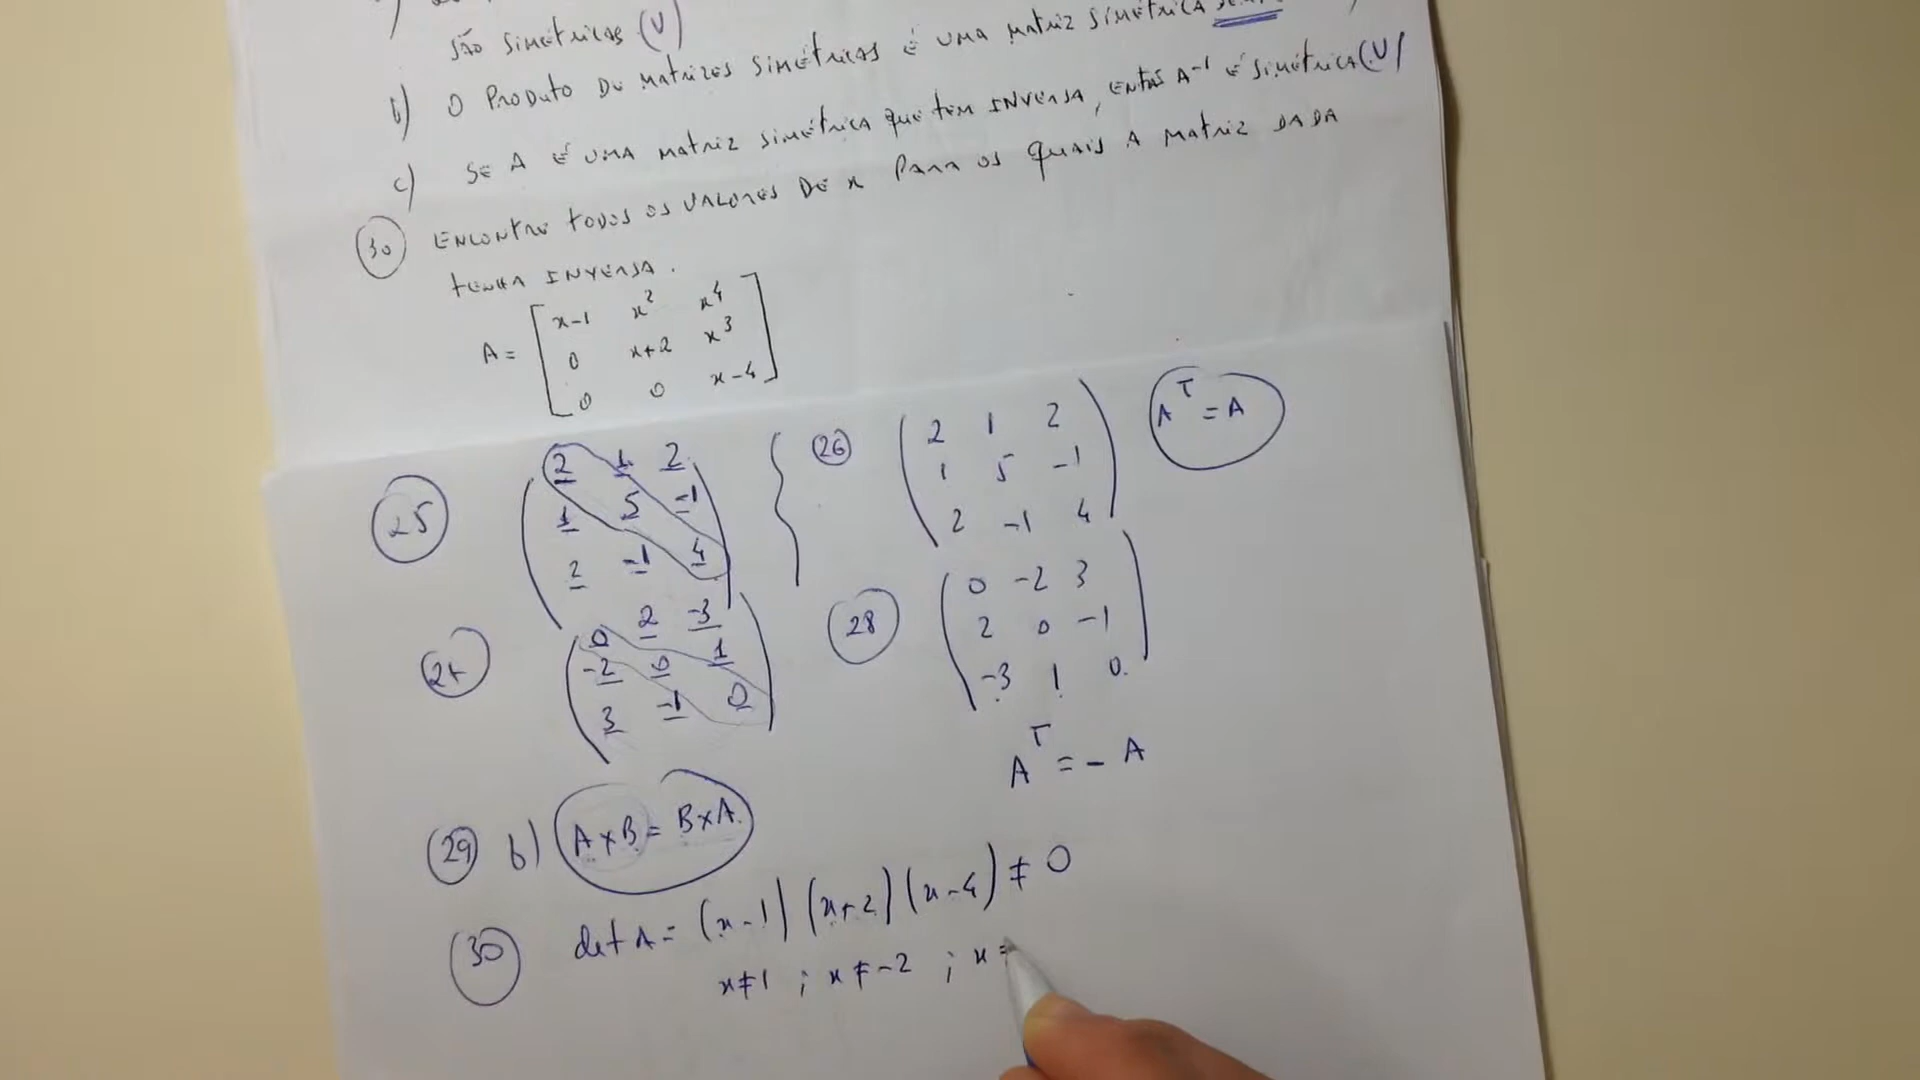 são simétricas (V)
b) O Produto de matrizes simétricas é uma matriz simétrica
c) Se A é uma matriz simétrica que tem inversa, então A⁻¹ é simétrica (V)
30 Encontre todos os valores de x para os quais a matriz dada
tenha inversa.
A = [ x-1 x² x⁴
0 x+2 x³
0 0 x-4 ]
25 ( 2 1 2
1 5 -1
2 -1 4 )
26 ( 2 1 2
1 5 -1
2 -1 4 )
Aᵀ = A
( 0 2 -3
-2 0 1
3 -1 0 )
28 ( 0 -2 3
2 0 -1
-3 1 0 )
Aᵀ = - A
29 b) A×B = B×A.
30 det A = (x-1) (x+2) (x-4) ≠ 0
x≠1 ; x≠-2 ; x =